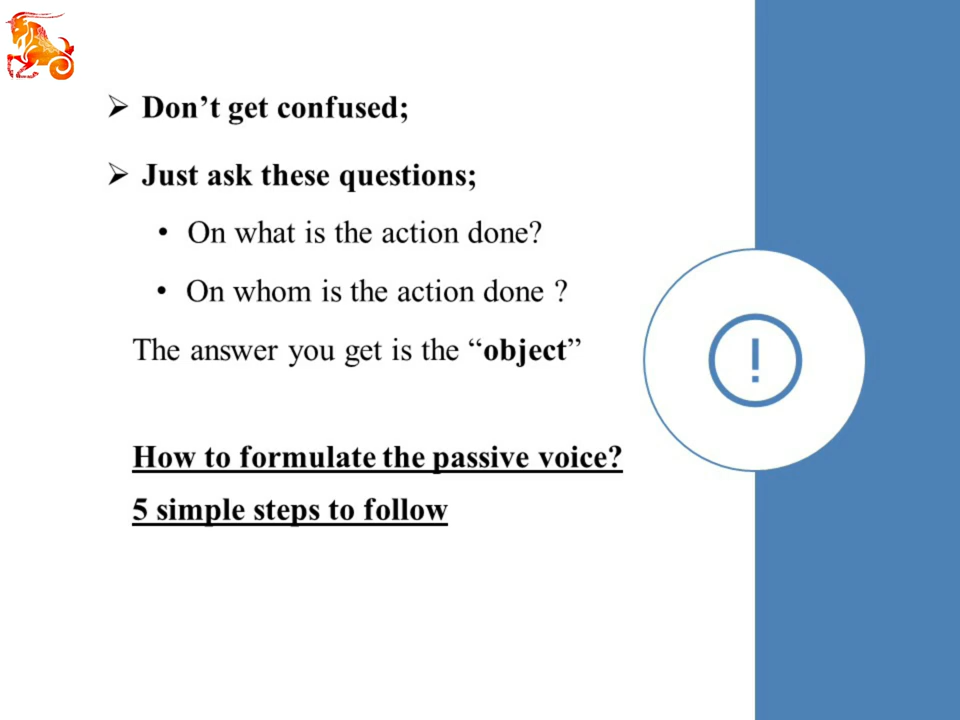 ➢ Don’t get confused;
➢ Just ask these questions;
• On what is the action done?
• On whom is the action done ?
The answer you get is the “object”
How to formulate the passive voice?
5 simple steps to follow
!